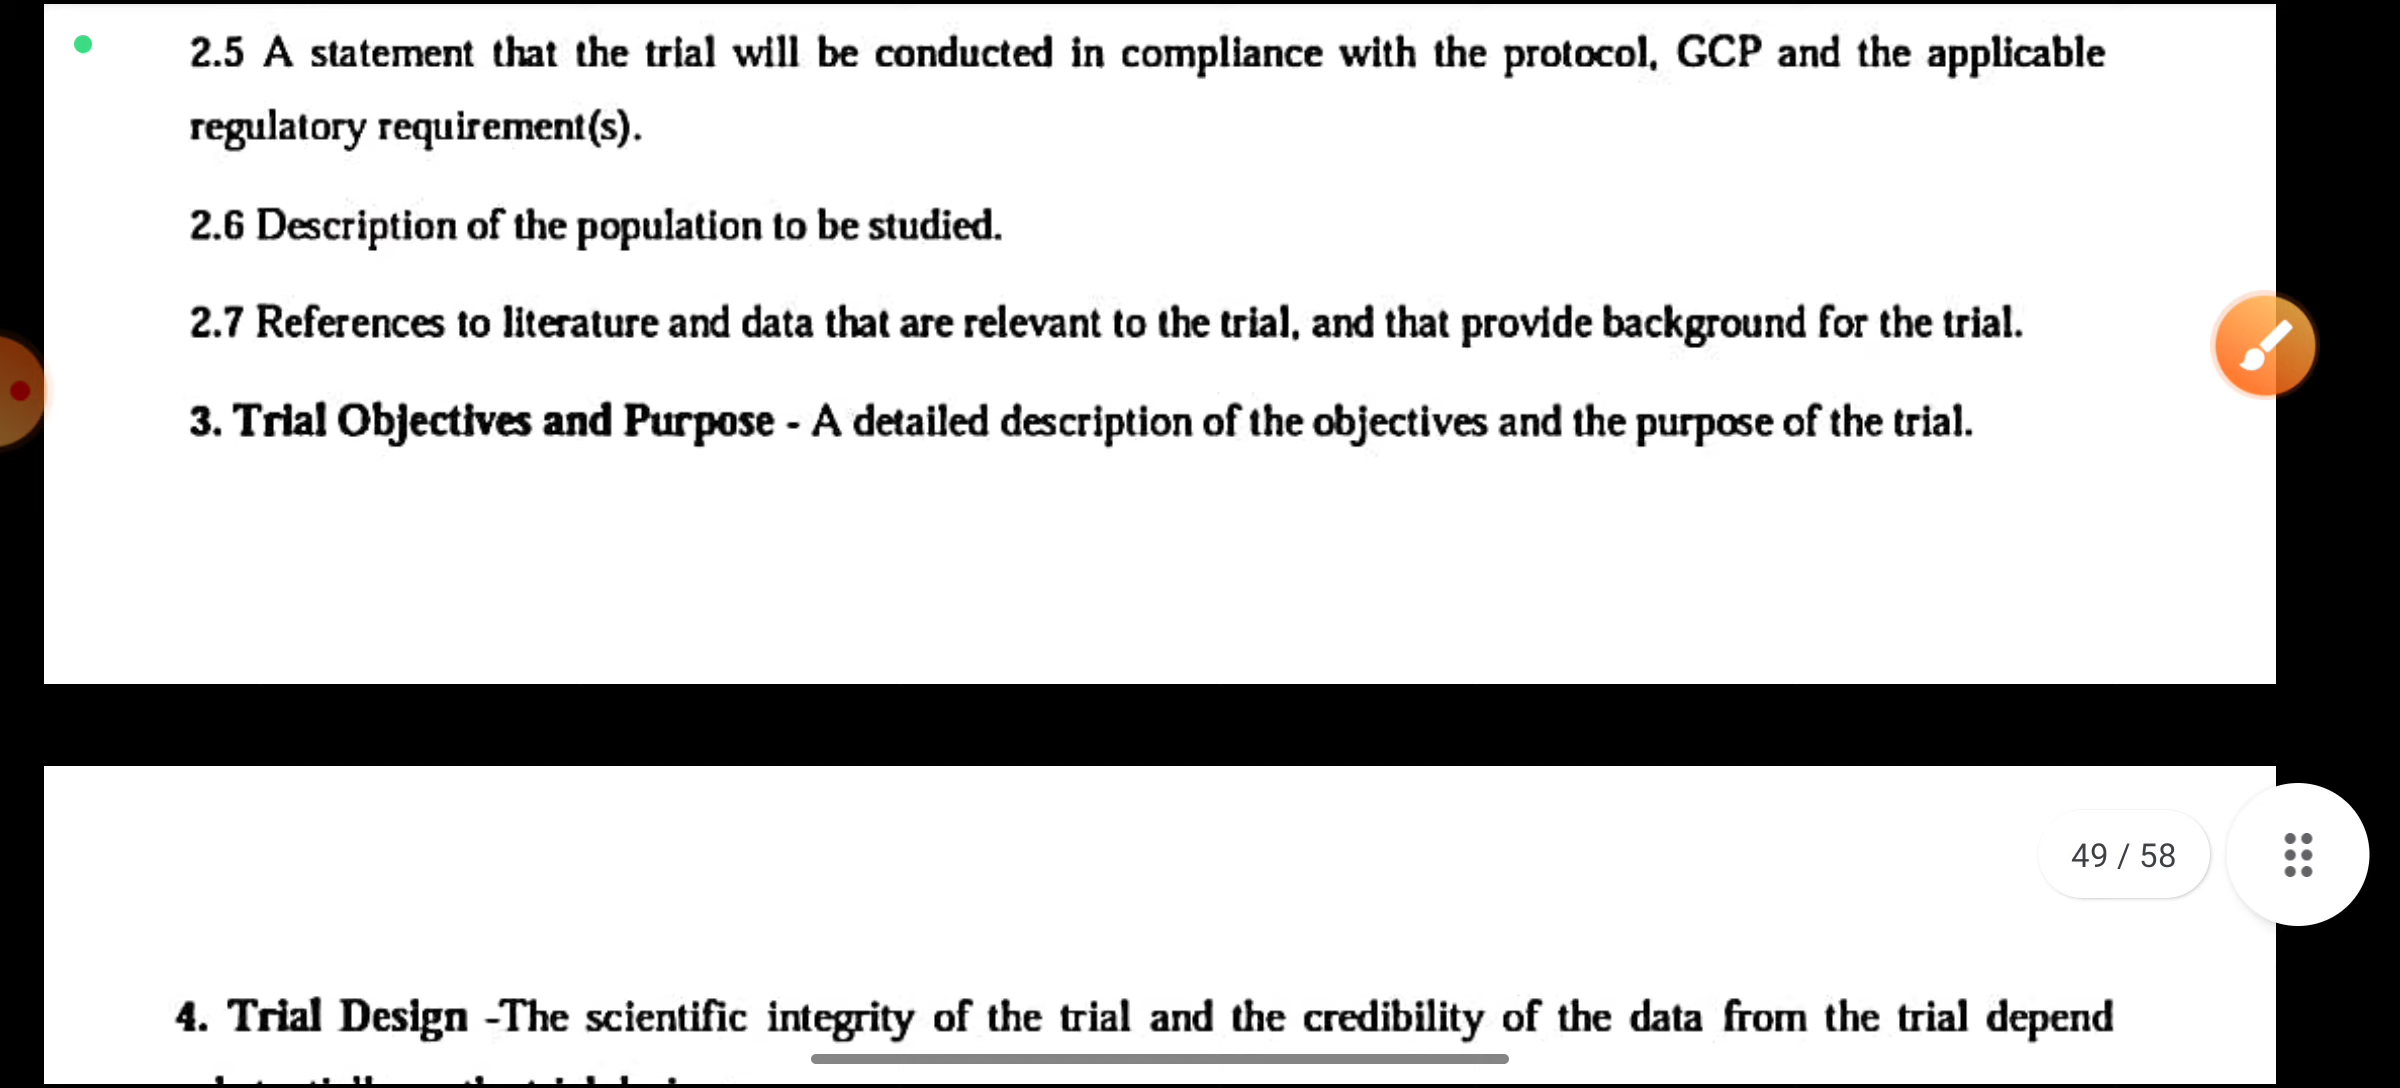 2.5 A statement that the trial will be conducted in compliance with the protocol, GCP and the applicable
regulatory requirement(s).
2.6 Description of the population to be studied.
2.7 References to literature and data that are relevant to the trial, and that provide background for the trial.
3. Trial Objectives and Purpose - A detailed description of the objectives and the purpose of the trial.
49 / 58
4. Trial Design -The scientific integrity of the trial and the credibility of the data from the trial depend